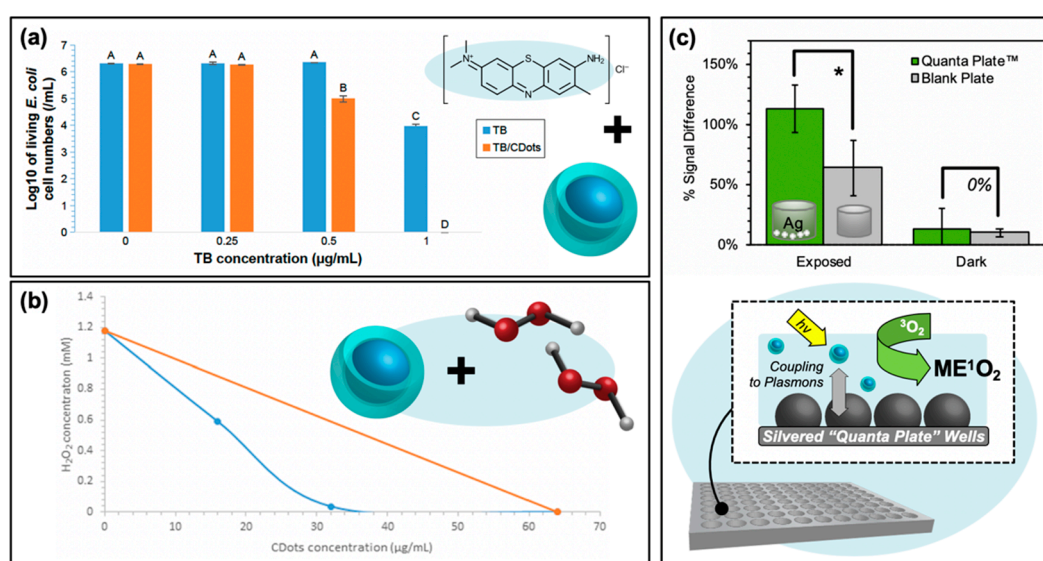 (a)
Log10 of living E. coli
cell numbers (/mL)
7
6
5
4
3
2
1
0
A A
A A
A
B
C
D
0 0.25 0.5 1
TB concentration (µg/mL)
TB
TB/CDots
N⁺
S
N
NH₂
Cl⁻
+
(b)
H₂O₂ concentraton (mM)
1.4
1.2
1
0.8
0.6
0.4
0.2
0
0 10 20 30 40 50 60 70
CDots concentration (µg/mL)
+
(c)
% Signal Difference
150%
100%
50%
0%
Quanta Plate™
Blank Plate
*
0%
Ag
Exposed Dark
hv
³O₂
Coupling
to Plasmons
ME¹O₂
Silvered “Quanta Plate” Wells